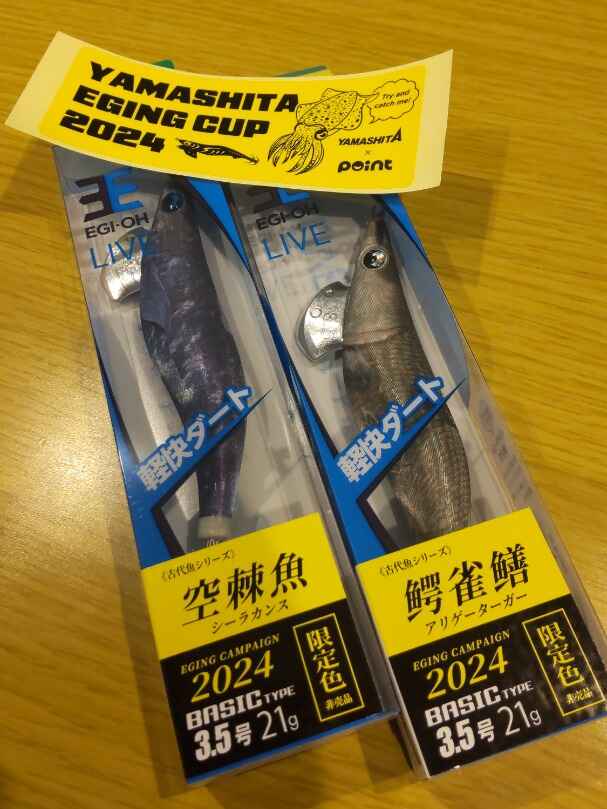 YAMASHITA
EGING CUP
2024
Try and
catch me!
YAMASHITA
×
Point
EGI-OH
LIVE
軽快ダート
《古代魚シリーズ》
空棘魚
シーラカンス
EGING CAMPAIGN
2024
BASIC TYPE
3.5号 21g
限定色
非売品
EGI-OH
LIVE
軽快ダート
《古代魚シリーズ》
鰐雀鱔
アリゲーターガー
EGING CAMPAIGN
2024
BASIC TYPE
3.5号 21g
限定色
非売品